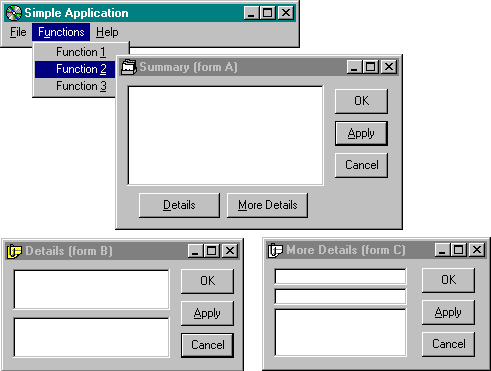 Simple Application
File Functions Help
Function 1
Function 2
Function 3
Summary (form A)
OK
Apply
Cancel
Details More Details
Details (form B)
OK
Apply
Cancel
More Details (form C)
OK
Apply
Cancel